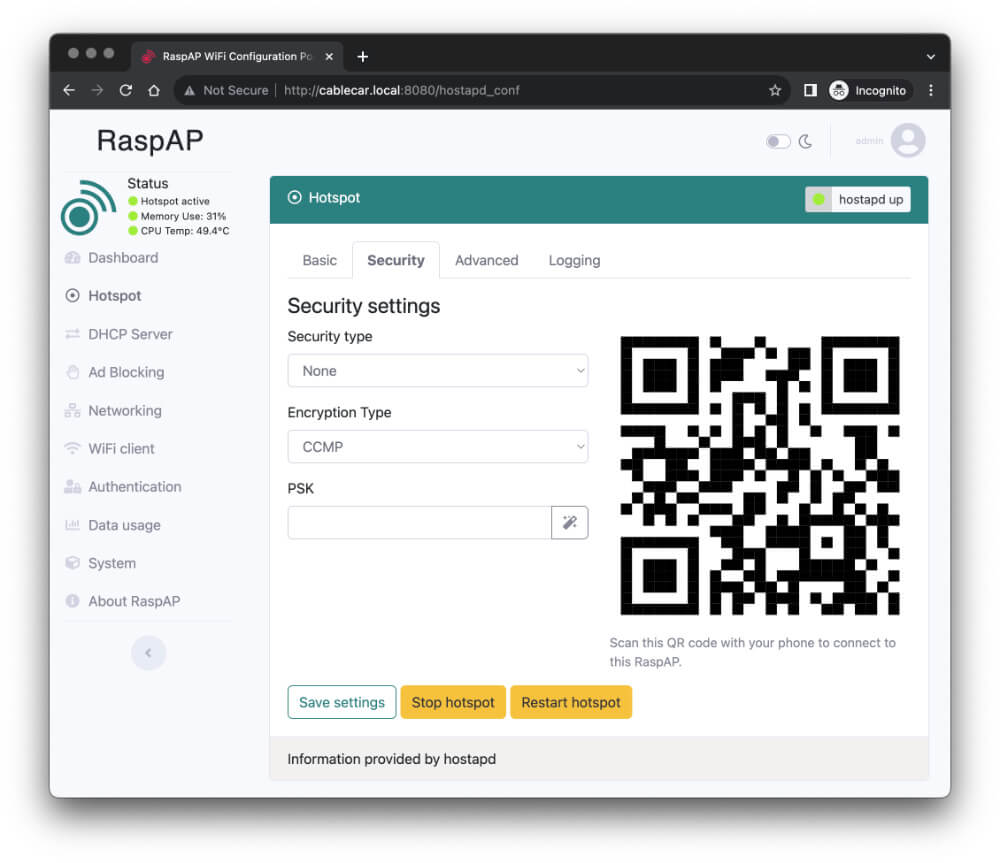 RaspAP WiFi Configuration Po
Not Secure
http://cablecar.local:8080/hostapd_conf
Incognito
RaspAP
admin
Status
Hotspot active
Memory Use: 31%
CPU Temp: 49.4°C
Dashboard
Hotspot
DHCP Server
Ad Blocking
Networking
WiFi client
Authentication
Data usage
System
About RaspAP
Hotspot
hostapd up
Basic
Security
Advanced
Logging
Security settings
Security type
None
Encryption Type
CCMP
PSK
Scan this QR code with your phone to connect to
this RaspAP.
Save settings
Stop hotspot
Restart hotspot
Information provided by hostapd